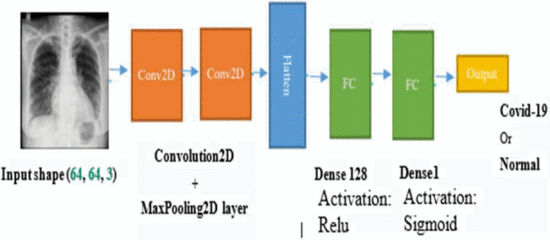 Conv2D
Conv2D
Flatten
FC
FC
Output
Covid-19
Or
Normal
Input shape (64, 64, 3)
Convolution2D
+
MaxPooling2D layer
Dense 128
Activation:
Relu
Dense1
Activation:
Sigmoid